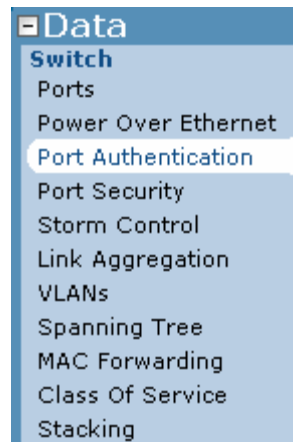 Data
Switch
Ports
Power Over Ethernet
Port Authentication
Port Security
Storm Control
Link Aggregation
VLANs
Spanning Tree
MAC Forwarding
Class Of Service
Stacking